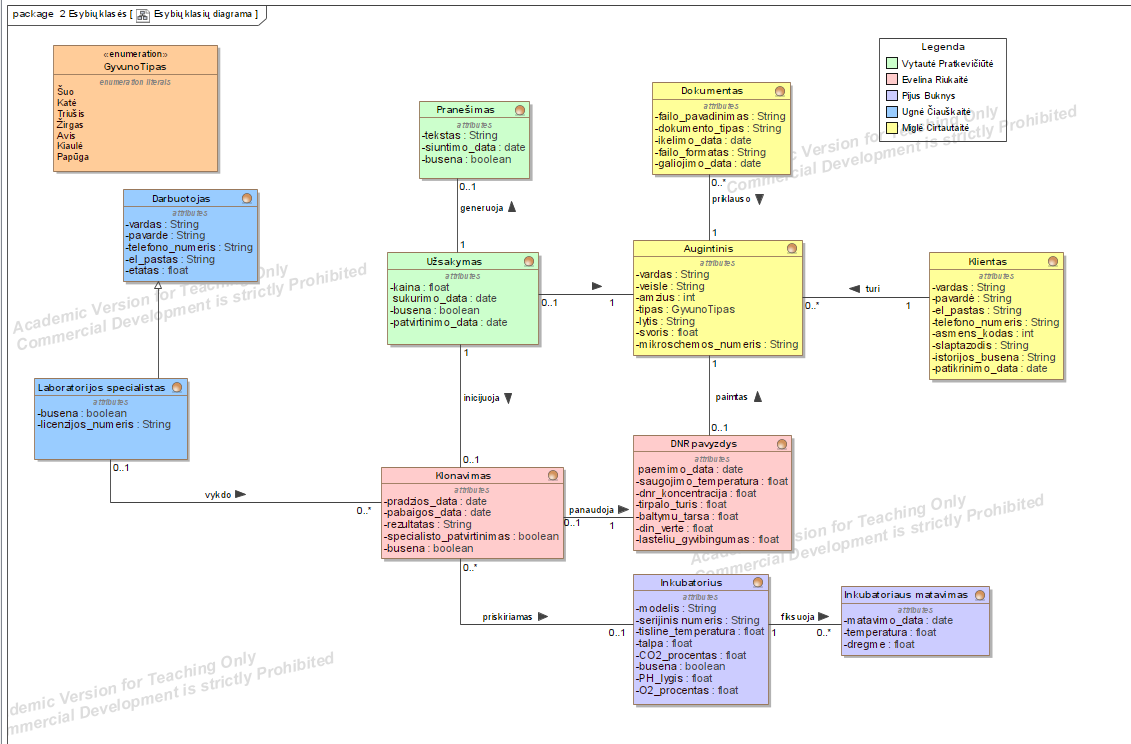 package 2 Esybių klasės [ Esybių klasių diagrama ]
«enumeration»
GyvunoTipas
enumeration literals
Šuo
Katė
Triušis
Žirgas
Avis
Kiaulė
Papūga
Legenda
Vytautė Pratkevičiūtė
Evelina Riukaitė
Pijus Buknys
Ugnė Čiauškaitė
Miglė Cirtautaitė
Pranešimas
attributes
-tekstas : String
-siuntimo_data : date
-busena : boolean
0..1
generuoja
1
Dokumentas
attributes
-failo_pavadinimas : String
-dokumento_tipas : String
-ikelimo_data : date
-failo_formatas : String
-galiojimo_data : date
0..*
priklauso
1
Darbuotojas
attributes
-vardas : String
-pavarde : String
-telefono_numeris : String
-el_pastas : String
-etatas : float
Užsakymas
attributes
-kaina : float
sukurimo_data : date
-busena : boolean
-patvirtinimo_data : date
0..1
1
1
inicijuoja
0..1
Augintinis
attributes
-vardas : String
-veisle : String
-amzius : int
-tipas : GyvunoTipas
-lytis : String
-svoris : float
-mikroschemos_numeris : String
0..*
turi
1
Klientas
attributes
-vardas : String
-pavardė : String
-el_pastas : String
-telefono_numeris : String
-asmens_kodas : int
-slaptazodis : String
-istorijos_busena : String
-patikrinimo_data : date
1
paimtas
0..1
Laboratorijos specialistas
attributes
-busena : boolean
-licenzijos_numeris : String
0..1
vykdo
0..*
Klonavimas
attributes
-pradzios_data : date
-pabaigos_data : date
-rezultatas : String
-specialisto_patvirtinimas : boolean
-busena : boolean
panaudoja
0..1
1
0..*
priskiriamas
0..1
DNR pavyzdys
attributes
paemimo_data : date
-saugojimo_temperatura : float
-dnr_koncentracija : float
-tirpalo_turis : float
-baltymu_tarsa : float
-din_verte : float
-lasteliu_gyvibingumas : float
Inkubatorius
attributes
-modelis : String
-serijinis numeris : String
-tisline_temperatura : float
-talpa : float
-CO2_procentas : float
-busena : boolean
-PH_lygis : float
-O2_procentas : float
fiksuoja
1
0..*
Inkubatoriaus matavimas
attributes
-matavimo_data : date
-temperatura : float
-dregme : float
Academic Version for Teaching Only
Commercial Development is strictly Prohibited